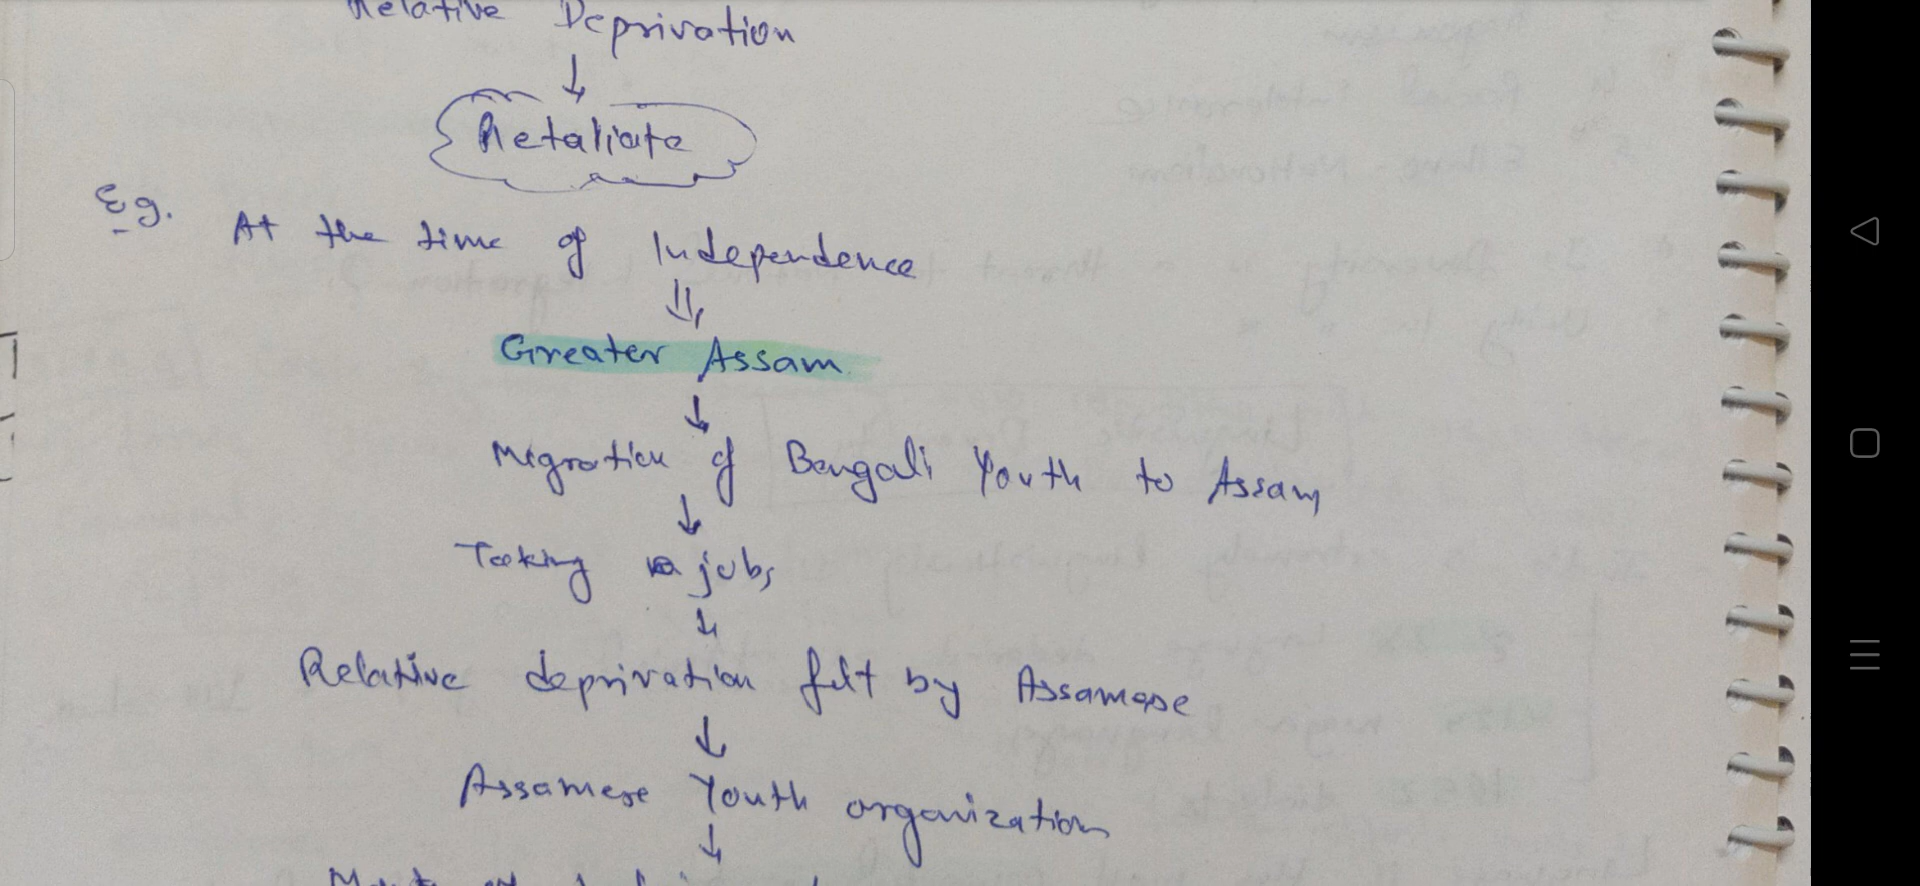 Relative Deprivation
↓
Retaliate
Eg. At the time of Independence
⇓
Greater Assam
↓
Migration of Bengali Youth to Assam
↓
Taking jobs
↓
Relative deprivation felt by Assamese
↓
Assamese Youth organization
↓